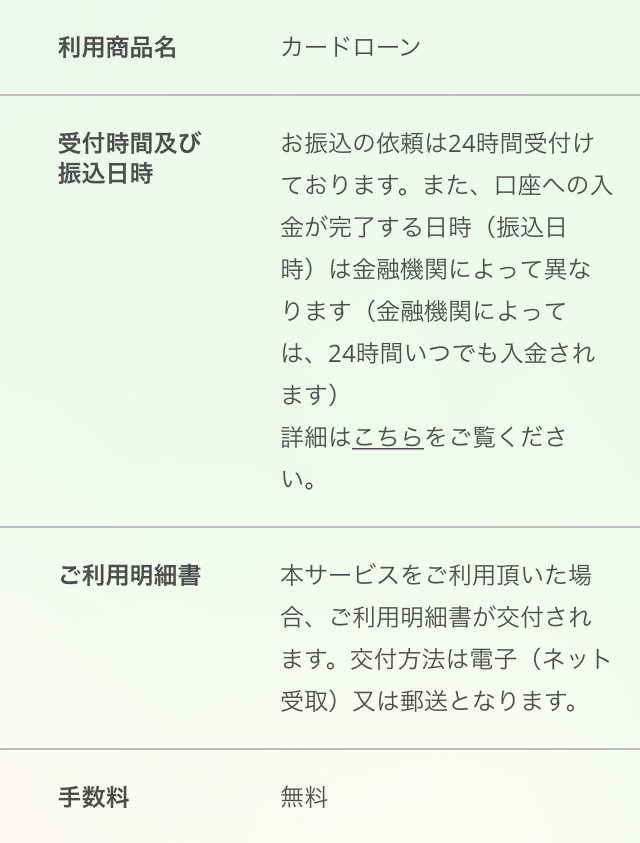 利用商品名
カードローン
受付時間及び
振込日時
お振込の依頼は24時間受付け
ております。また、口座への入
金が完了する日時（振込日
時）は金融機関によって異な
ります（金融機関によって
は、24時間いつでも入金され
ます）
詳細はこちらをご覧くださ
い。
ご利用明細書
本サービスをご利用頂いた場
合、ご利用明細書が交付され
ます。交付方法は電子（ネット
受取）又は郵送となります。
手数料
無料